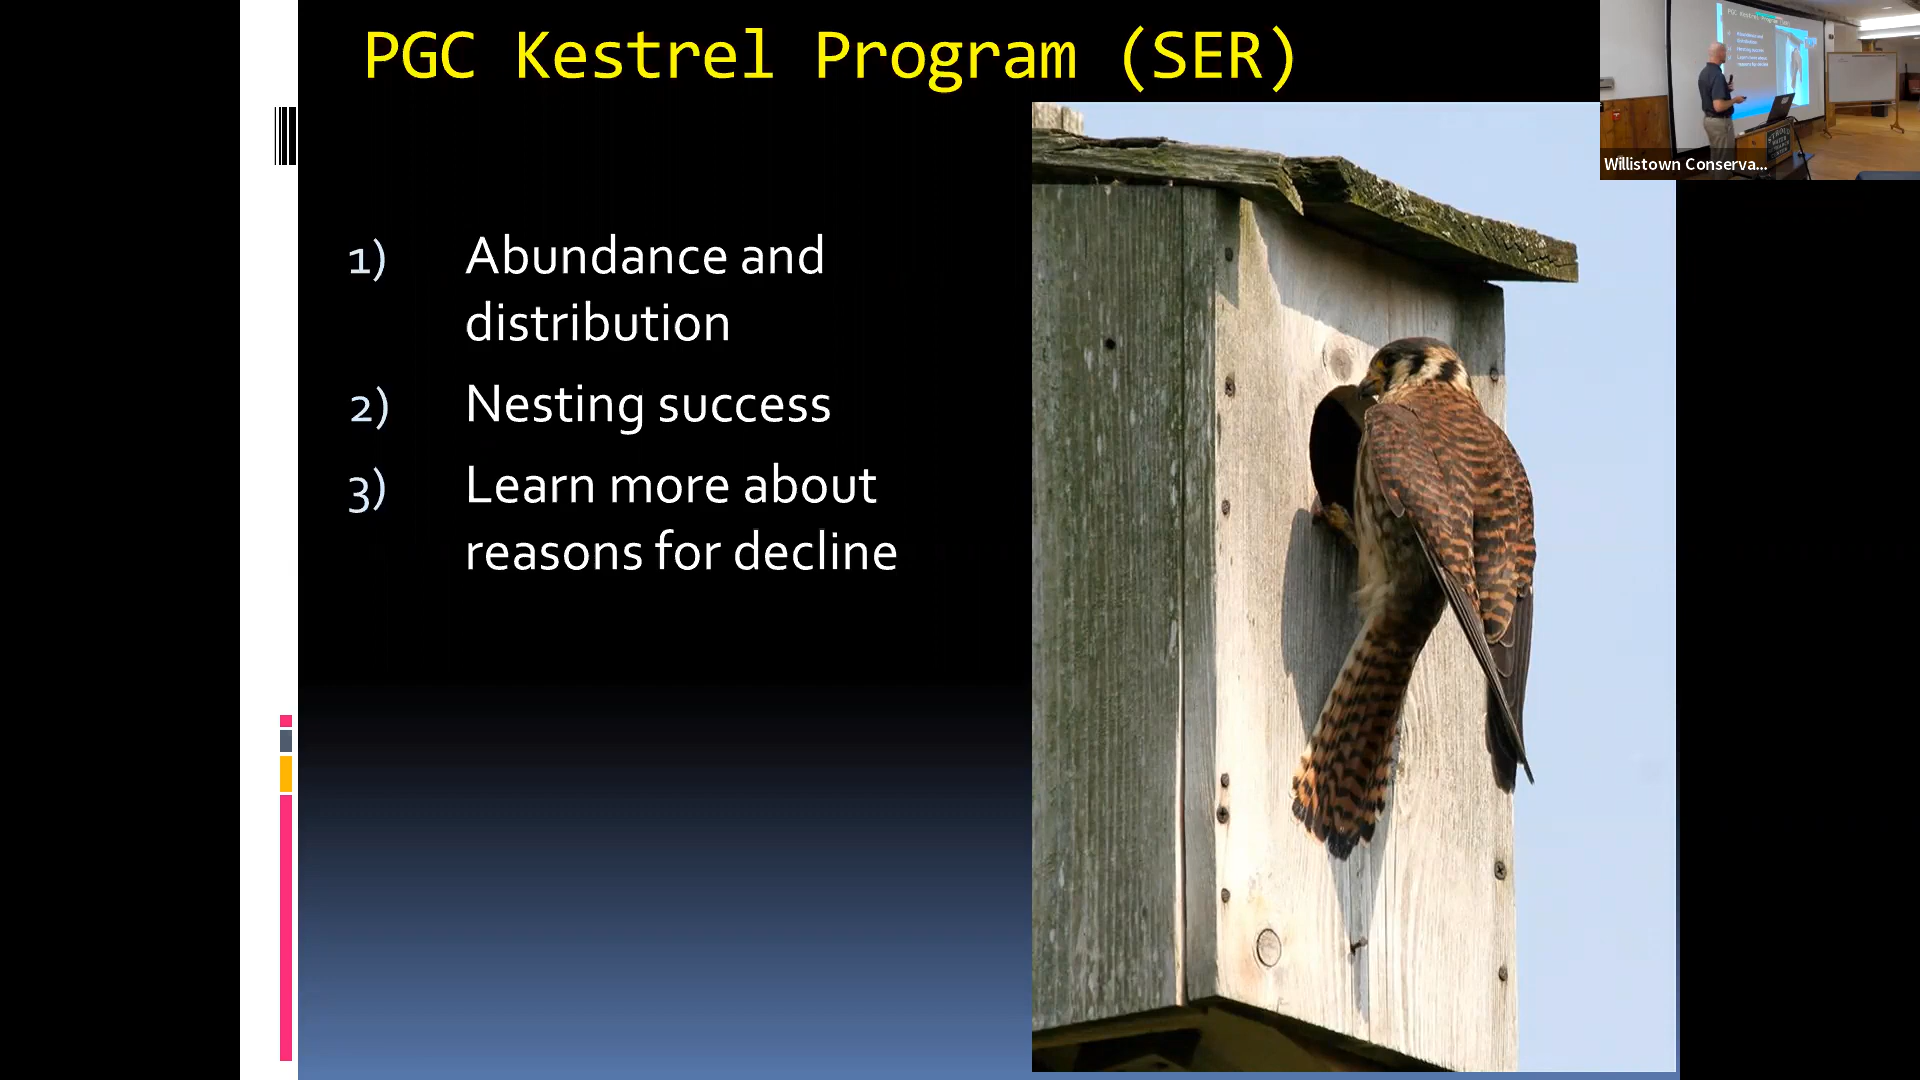 PGC Kestrel Program (SER)
Willistown Conserva...
1) Abundance and
distribution
2) Nesting success
3) Learn more about
reasons for decline